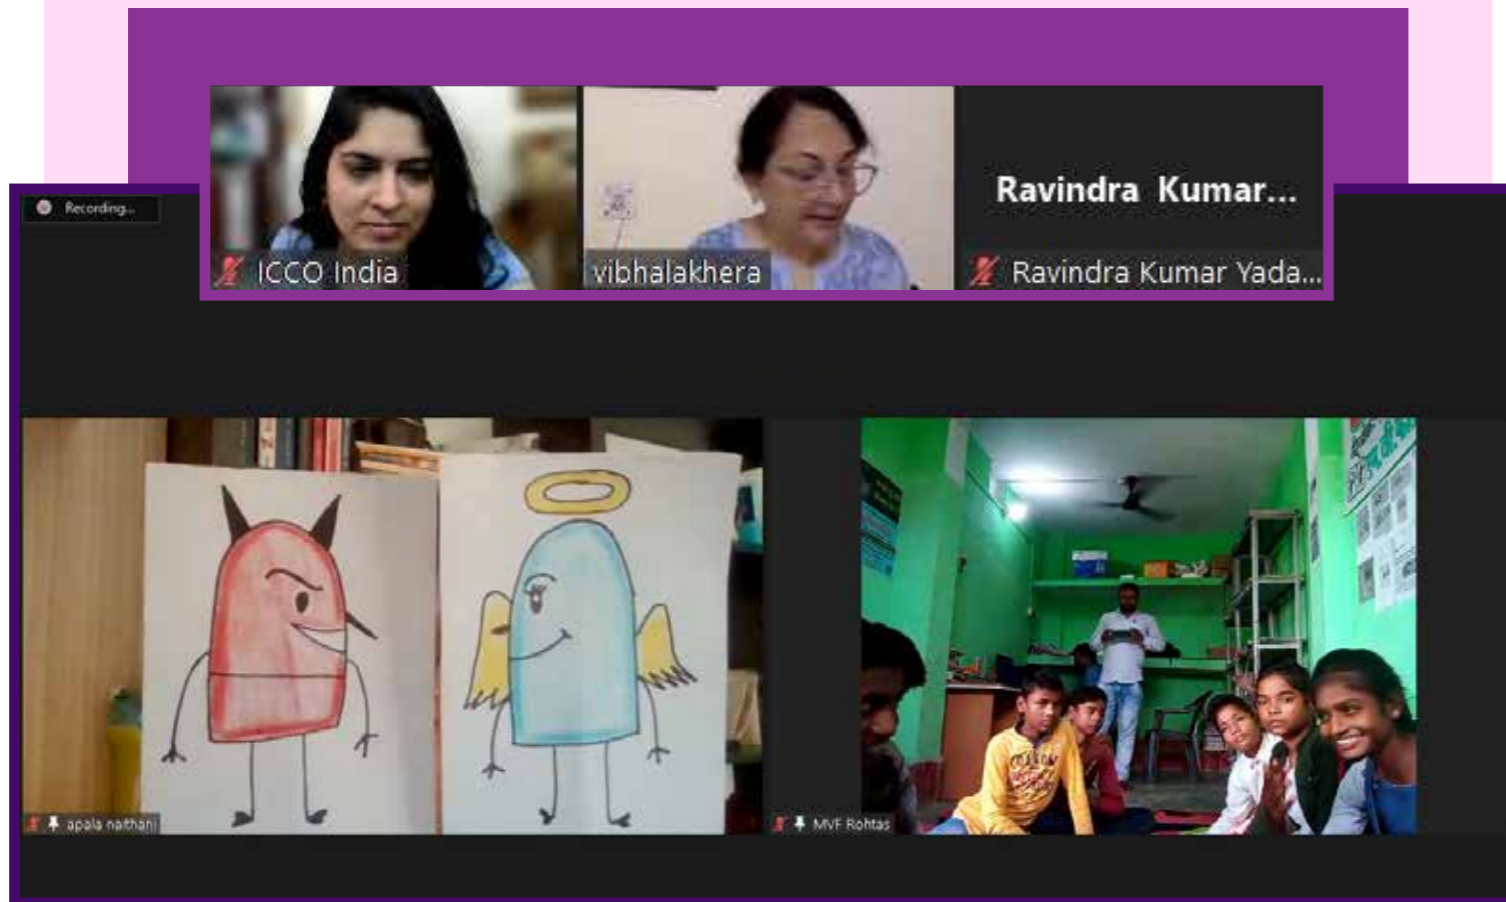 Recording...
ICCO India
vibhalakhera
Ravindra Kumar...
Ravindra Kumar Yada...
apala naithani
MVF Rohtas